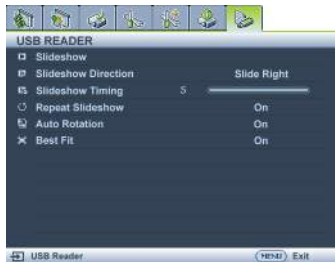 USB READER
Slideshow
Slideshow Direction Slide Right
Slideshow Timing 5
Repeat Slideshow On
Auto Rotation On
Best Fit On
USB Reader MENU Exit